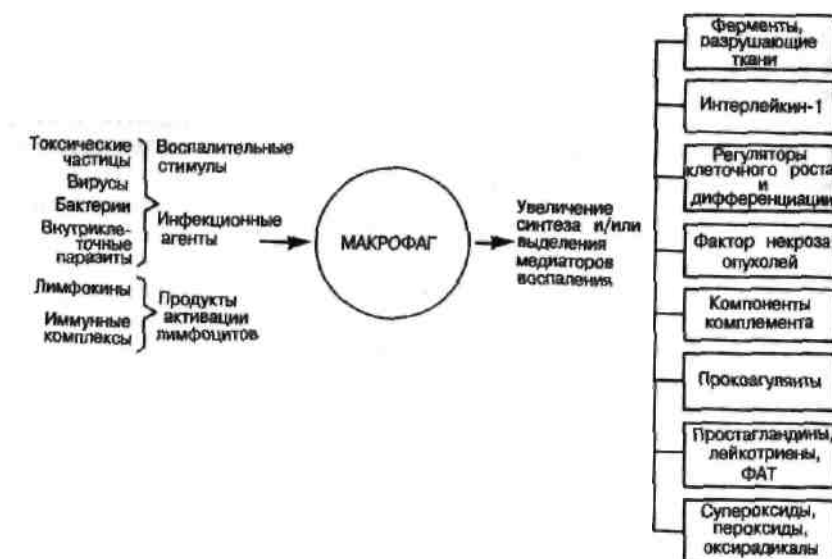 Токсические
частицы
Вирусы
Бактерии
Внутрикле-
точные
паразиты
Лимфокины
Иммунные
комплексы
Воспалительные
стимулы
Инфекционные
агенты
Продукты
активации
лимфоцитов
МАКРОФАГ
Увеличение
синтеза и/или
выделения
медиаторов
воспаления
Ферменты,
разрушающие
ткани
Интерлейкин-1
Регуляторы
клеточного роста
и
дифференциации
Фактор некроза
опухолей
Компоненты
комплемента
Прокоагулянты
Простагландины,
лейкотриены,
ФАТ
Супероксиды,
пероксиды,
оксирадикалы